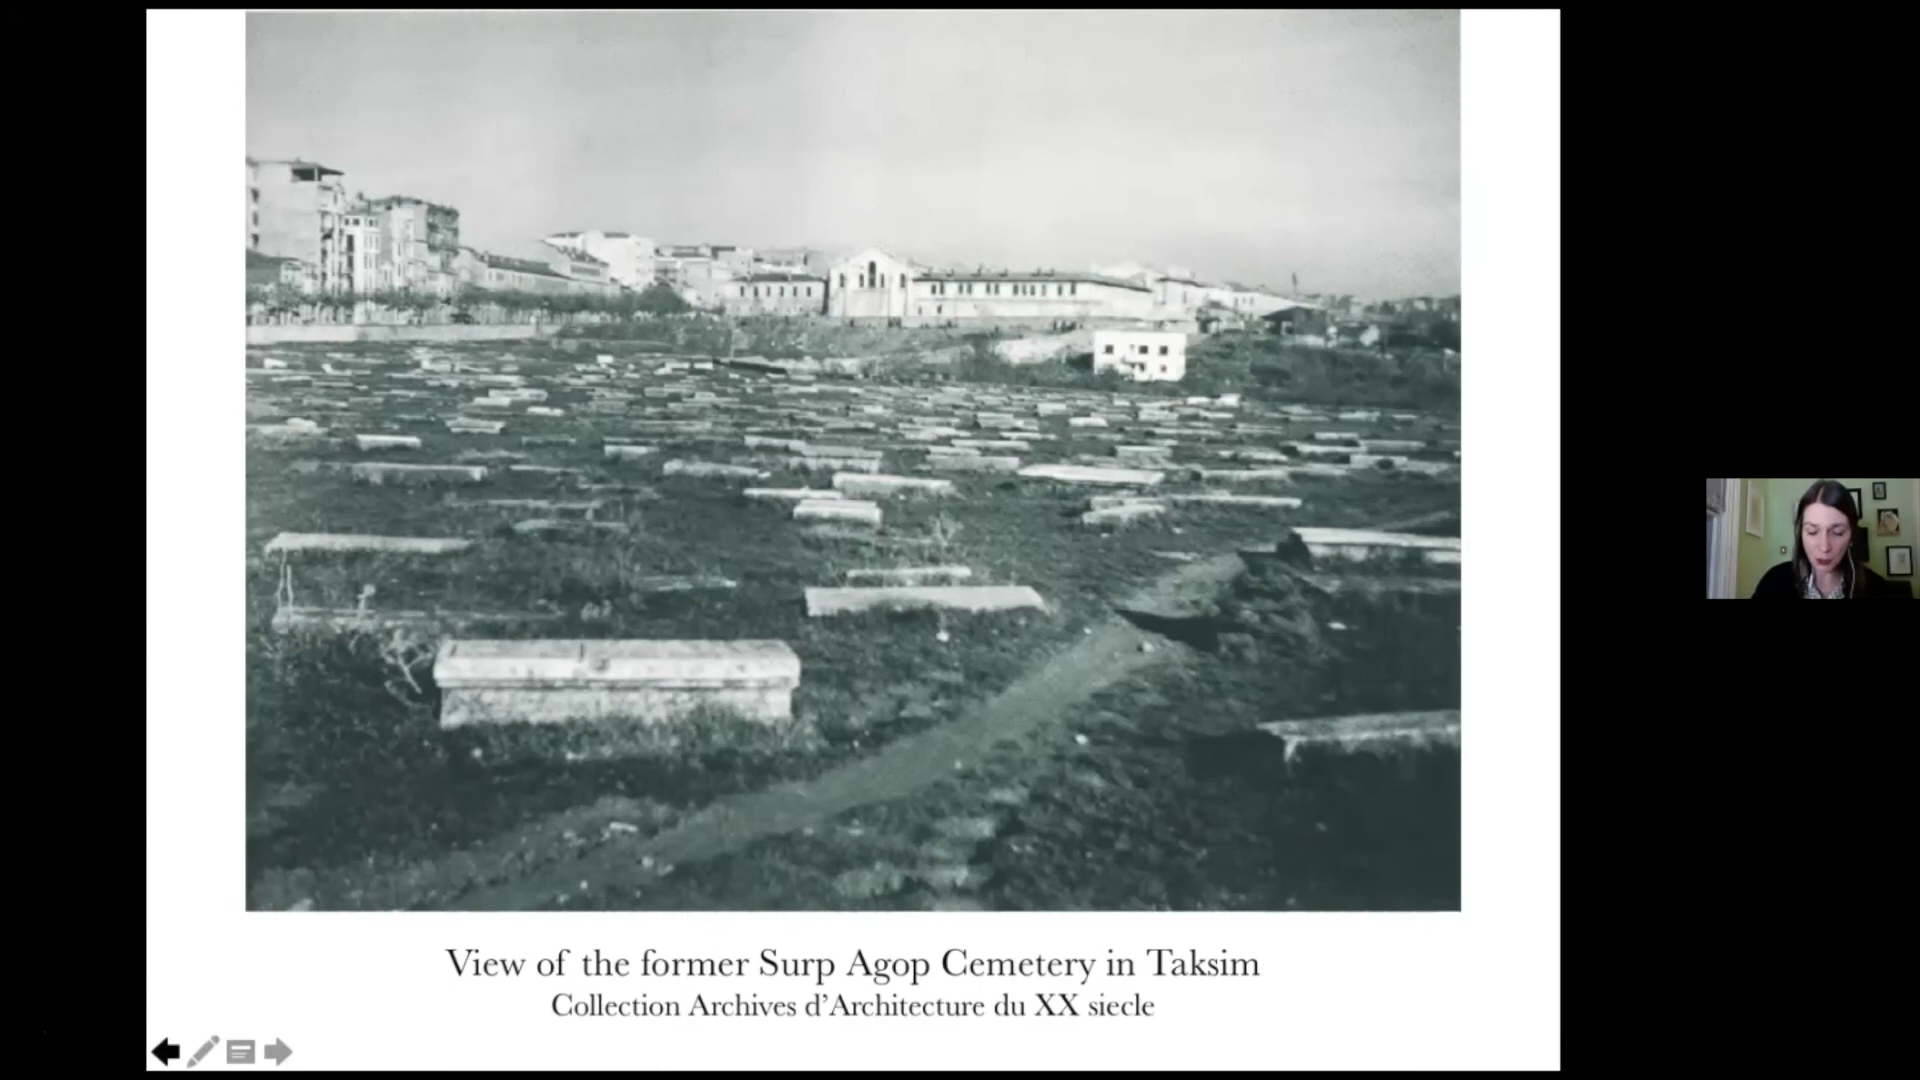 View of the former Surp Agop Cemetery in Taksim
Collection Archives d'Architecture du XX siecle